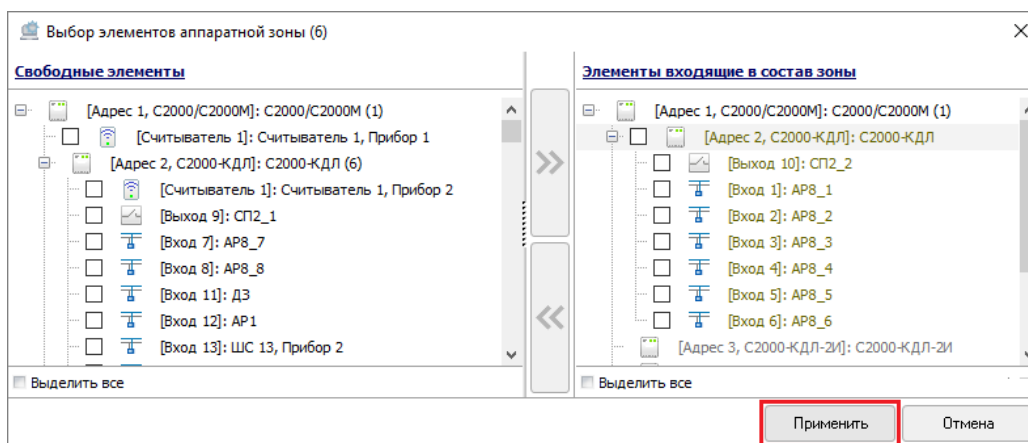 Выбор элементов аппаратной зоны (6)
Свободные элементы
[Адрес 1, С2000/С2000М]: С2000/С2000М (1)
[Считыватель 1]: Считыватель 1, Прибор 1
[Адрес 2, С2000-КДЛ]: С2000-КДЛ (6)
[Считыватель 1]: Считыватель 1, Прибор 2
[Выход 9]: СП2_1
[Вход 7]: АР8_7
[Вход 8]: АР8_8
[Вход 11]: ДЗ
[Вход 12]: АР1
[Вход 13]: ШС 13, Прибор 2
Выделить все
Элементы входящие в состав зоны
[Адрес 1, С2000/С2000М]: С2000/С2000М (1)
[Адрес 2, С2000-КДЛ]: С2000-КДЛ
[Выход 10]: СП2_2
[Вход 1]: АР8_1
[Вход 2]: АР8_2
[Вход 3]: АР8_3
[Вход 4]: АР8_4
[Вход 5]: АР8_5
[Вход 6]: АР8_6
[Адрес 3, С2000-КДЛ-2И]: С2000-КДЛ-2И
Выделить все
Применить
Отмена